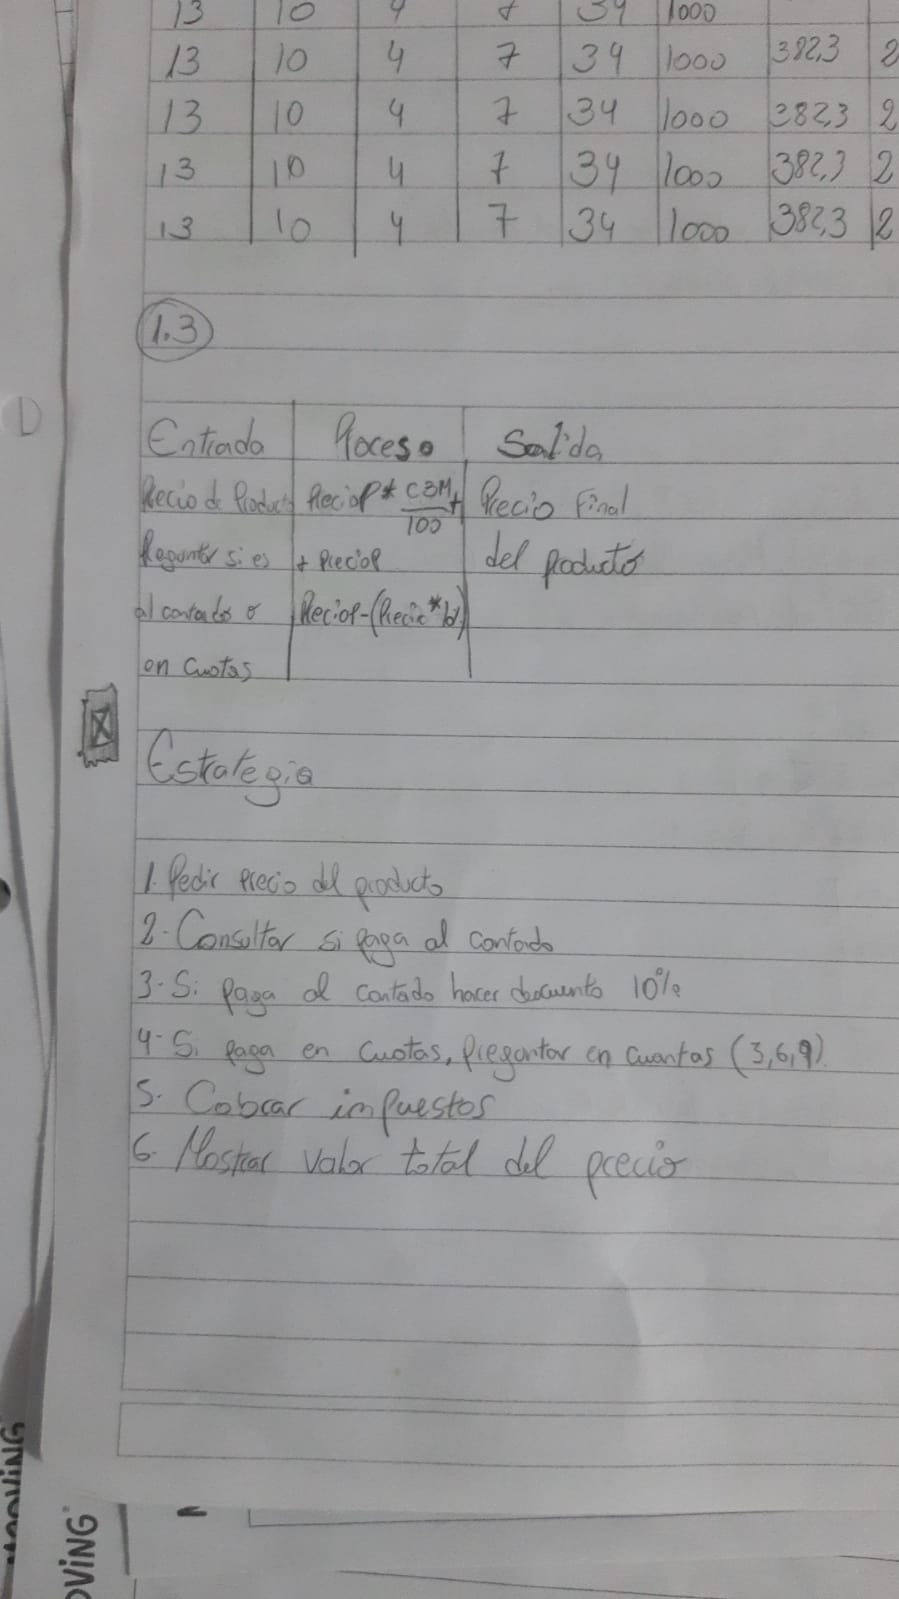 13 10 4 7 34 1000
13 10 4 7 34 1000 382,3 2
13 10 4 7 34 1000 382,3 2
13 10 4 7 34 1000 382,3 2
13 10 4 7 34 1000 382,3 2
1.3
Entrada Proceso Salida
Precio de Producto PrecioP * C3M + Precio Final
100
Preguntar si es + PrecioP del producto
al contado o PrecioP-(Precio*
en cuotas
Estrategia
1. Pedir precio del producto
2- Consultar si paga al contado
3- Si paga al contado hacer descuento 10%
4- Si paga en cuotas, preguntar en cuantas (3,6,9).
5. Cobrar impuestos
6. Mostrar valor total del precio
MOOVING
OVING